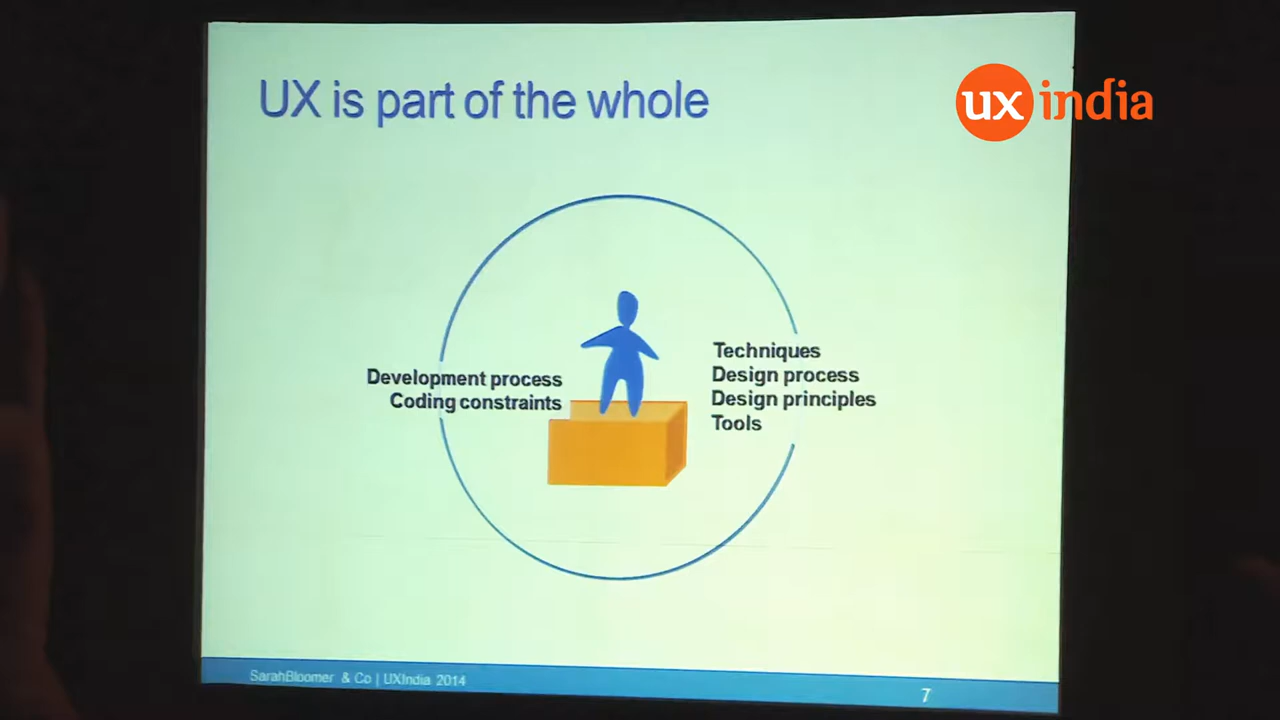 UX is part of the whole
ux india
Techniques
Design process
Design principles
Tools
Development process
Coding constraints
SarahBloomer & Co | UXIndia 2014
7